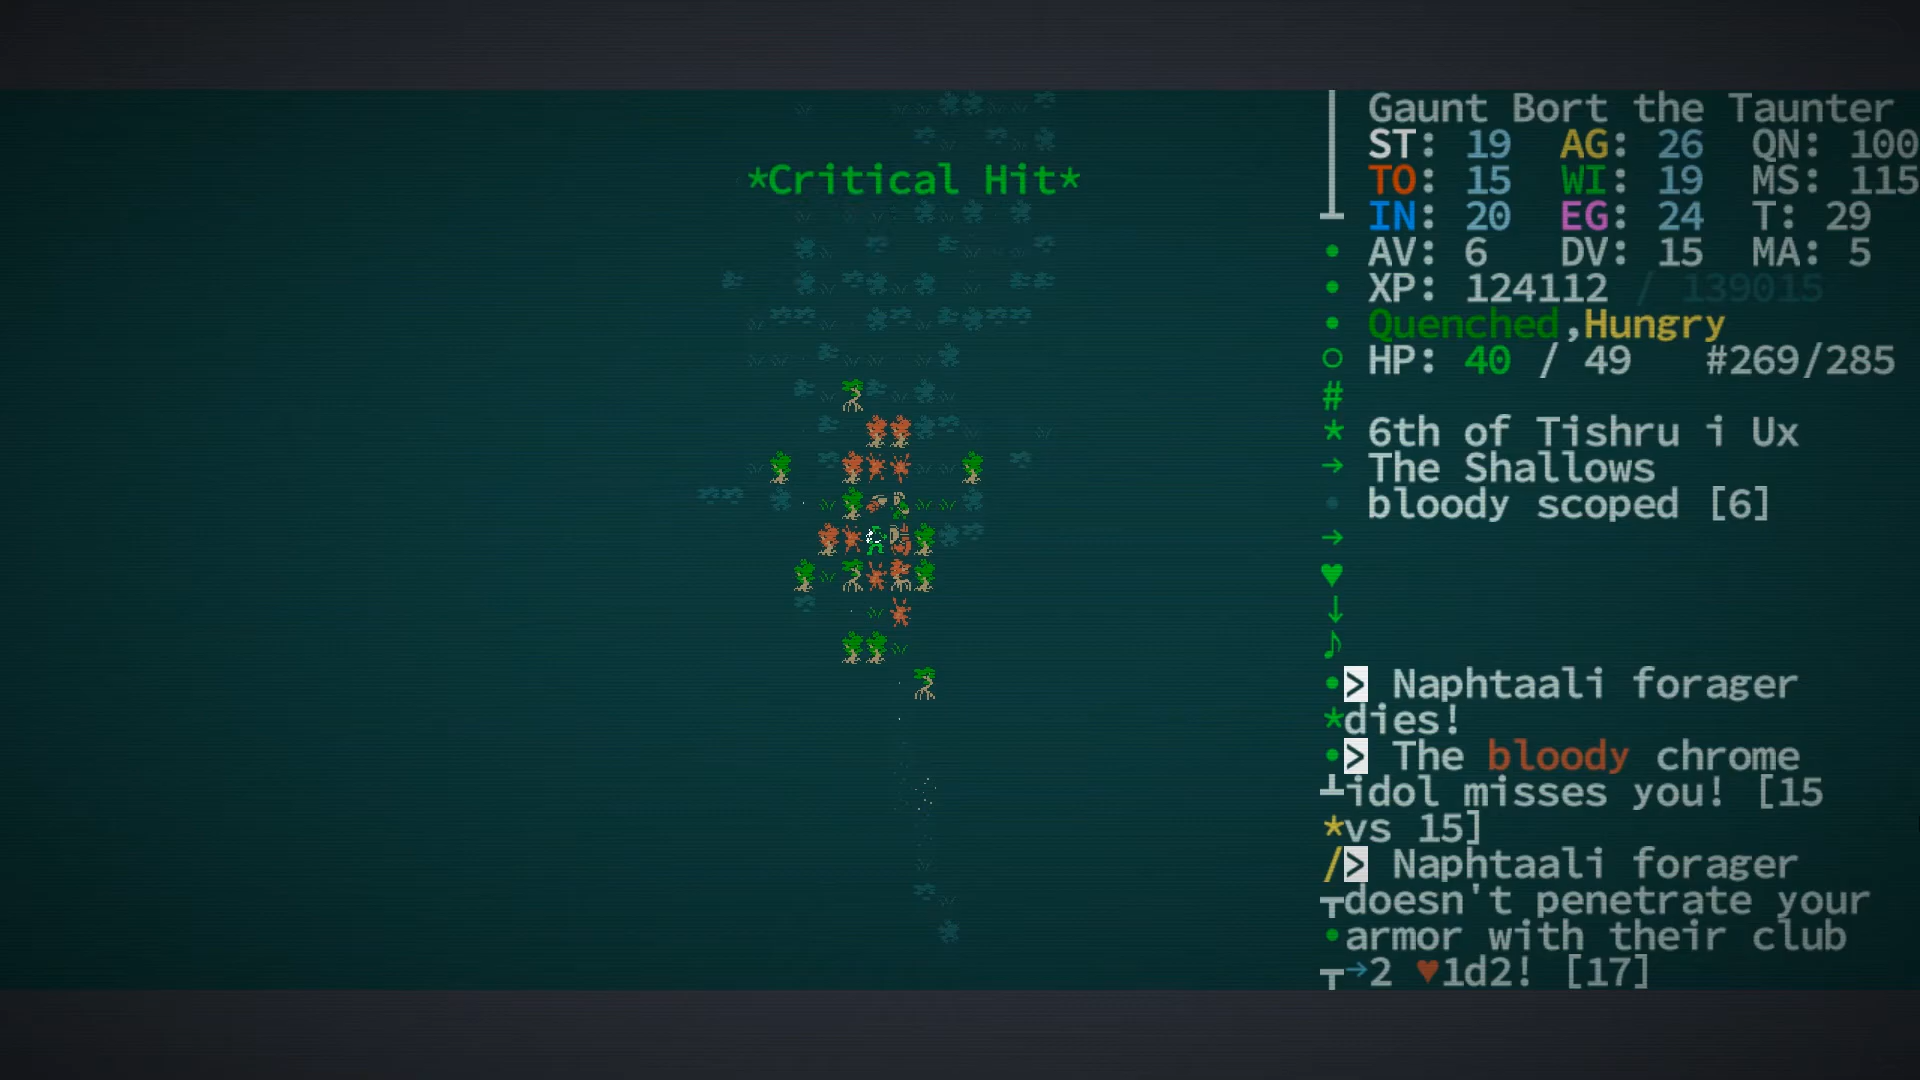 *Critical Hit*
Gaunt Bort the Taunter
ST: 19 AG: 26 QN: 100
TO: 15 WI: 19 MS: 115
IN: 20 EG: 24 T: 29
AV: 6 DV: 15 MA: 5
XP: 124112 / 139015
Quenched,Hungry
HP: 40 / 49 #269/285
6th of Tishru i Ux
The Shallows
bloody scoped [6]
> Naphtaali forager
dies!
> The bloody chrome
idol misses you! [15
vs 15]
> Naphtaali forager
doesn't penetrate your
armor with their club
→2 ♥1d2! [17]